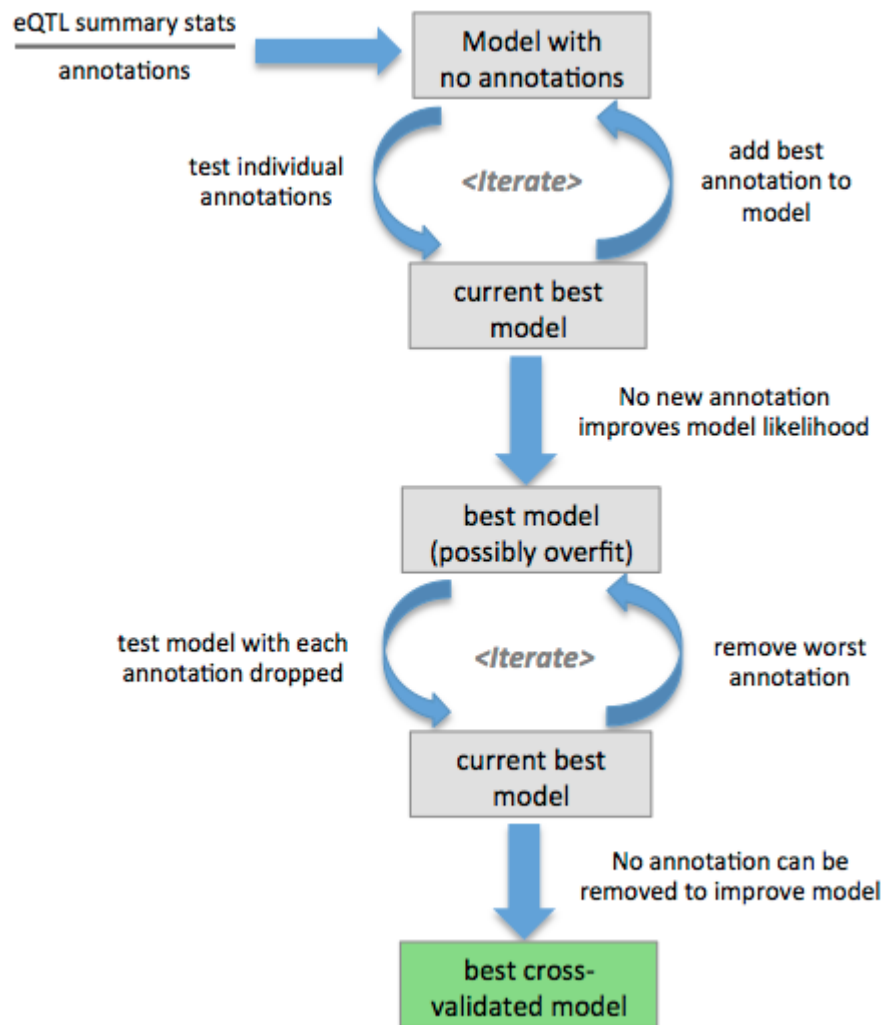 eQTL summary stats
annotations
Model with
no annotations
test individual
annotations
<Iterate>
add best
annotation to
model
current best
model
No new annotation
improves model likelihood
best model
(possibly overfit)
test model with each
annotation dropped
<Iterate>
remove worst
annotation
current best
model
No annotation can be
removed to improve model
best cross-
validated model